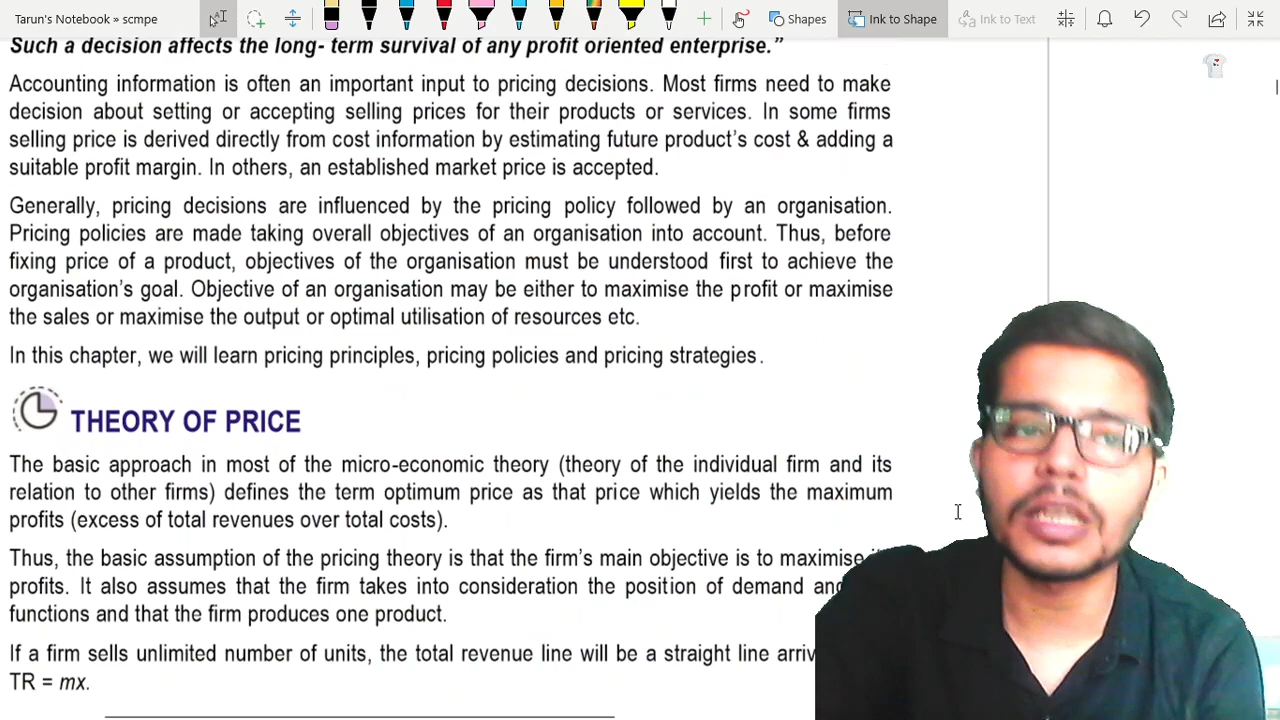 Tarun's Notebook » scmpe
Shapes
Ink to Shape
Ink to Text
Such a decision affects the long- term survival of any profit oriented enterprise.”
Accounting information is often an important input to pricing decisions. Most firms need to make
decision about setting or accepting selling prices for their products or services. In some firms
selling price is derived directly from cost information by estimating future product’s cost & adding a
suitable profit margin. In others, an established market price is accepted.
Generally, pricing decisions are influenced by the pricing policy followed by an organisation.
Pricing policies are made taking overall objectives of an organisation into account. Thus, before
fixing price of a product, objectives of the organisation must be understood first to achieve the
organisation’s goal. Objective of an organisation may be either to maximise the profit or maximise
the sales or maximise the output or optimal utilisation of resources etc.
In this chapter, we will learn pricing principles, pricing policies and pricing strategies.
THEORY OF PRICE
The basic approach in most of the micro-economic theory (theory of the individual firm and its
relation to other firms) defines the term optimum price as that price which yields the maximum
profits (excess of total revenues over total costs).
Thus, the basic assumption of the pricing theory is that the firm’s main objective is to maximise
profits. It also assumes that the firm takes into consideration the position of demand and
functions and that the firm produces one product.
If a firm sells unlimited number of units, the total revenue line will be a straight line
TR = mx.